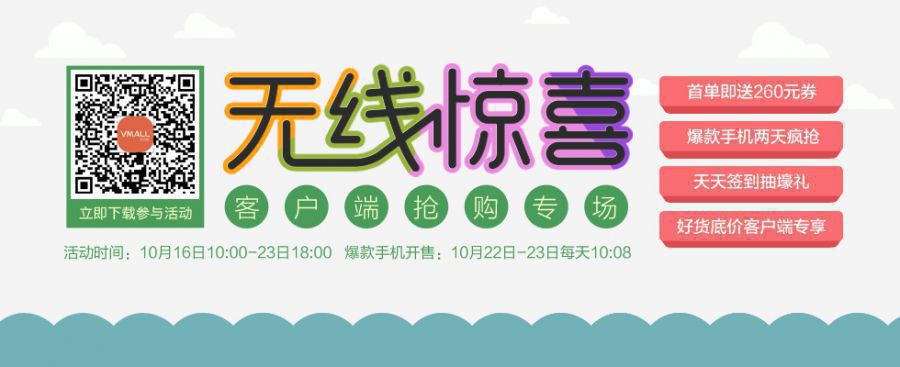 VMALL
立即下载参与活动
无线惊喜
客户端抢购专场
活动时间：10月16日10:00-23日18:00 爆款手机开售：10月22日-23日每天10:08
首单即送260元券
爆款手机两天疯抢
天天签到抽壕礼
好货底价客户端专享